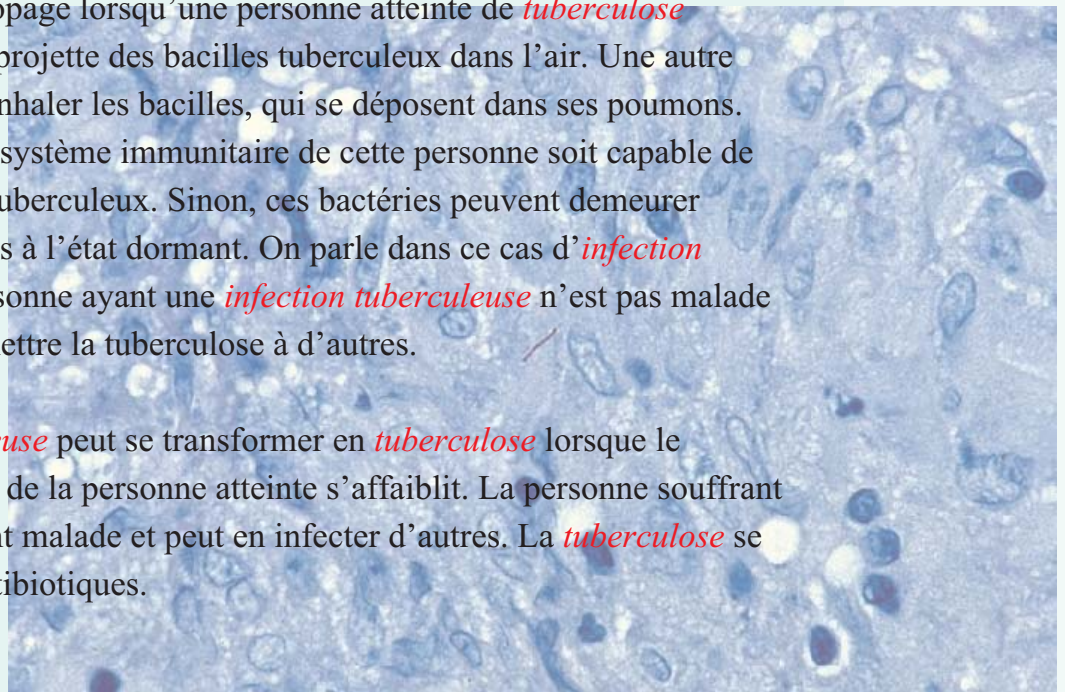 opage lorsqu’une personne atteinte de tuberculose
projette des bacilles tuberculeux dans l’air. Une autre
nhaler les bacilles, qui se déposent dans ses poumons.
système immunitaire de cette personne soit capable de
uberculeux. Sinon, ces bactéries peuvent demeurer
s à l’état dormant. On parle dans ce cas d’infection
sonne ayant une infection tuberculeuse n’est pas malade
ettre la tuberculose à d’autres.
euse peut se transformer en tuberculose lorsque le
de la personne atteinte s’affaiblit. La personne souffrant
nt malade et peut en infecter d’autres. La tuberculose se
tibiotiques.